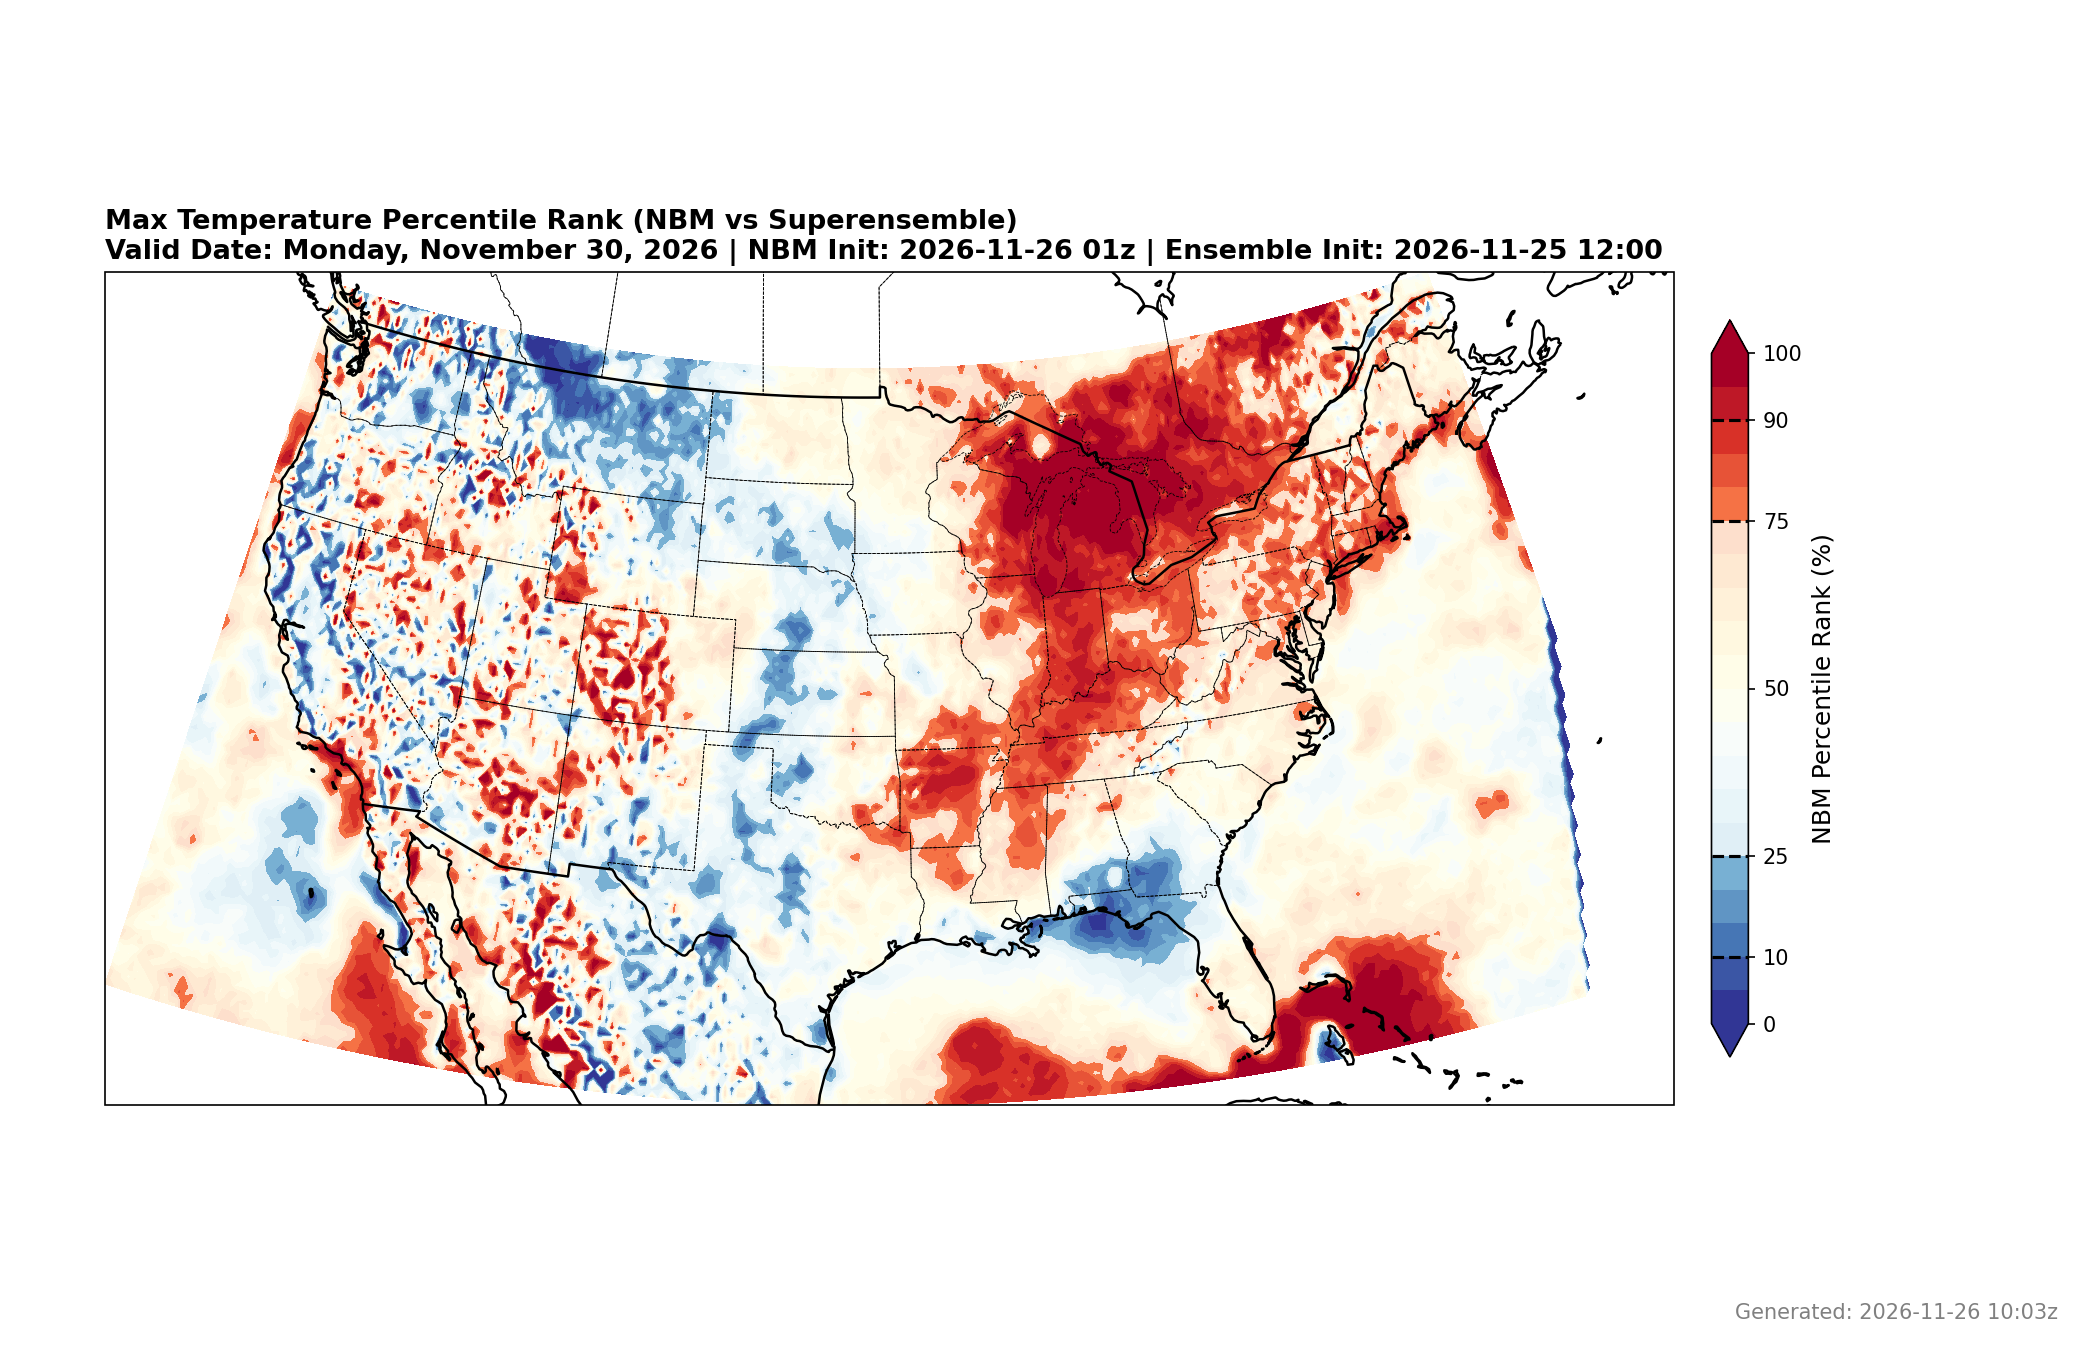 Max Temperature Percentile Rank (NBM vs Superensemble)
Valid Date: Monday, November 30, 2026 | NBM Init: 2026-11-26 01z | Ensemble Init: 2026-11-25 12:00
100
90
75
50
25
10
0
NBM Percentile Rank (%)
Generated: 2026-11-26 10:03z